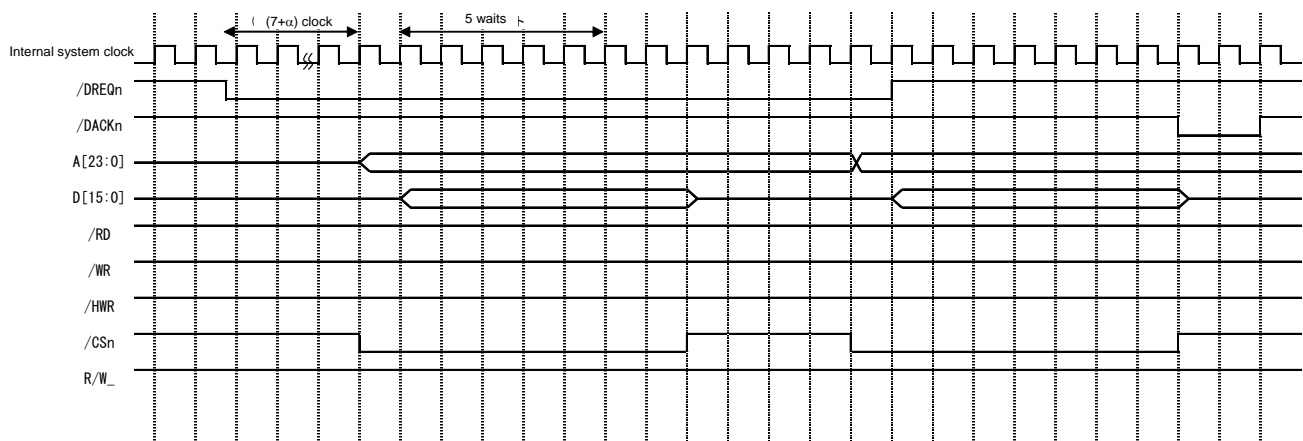 (7+α) clock
5 waits
Internal system clock
/DREQn
/DACKn
A[23:0]
D[15:0]
/RD
/WR
/HWR
/CSn
R/W_